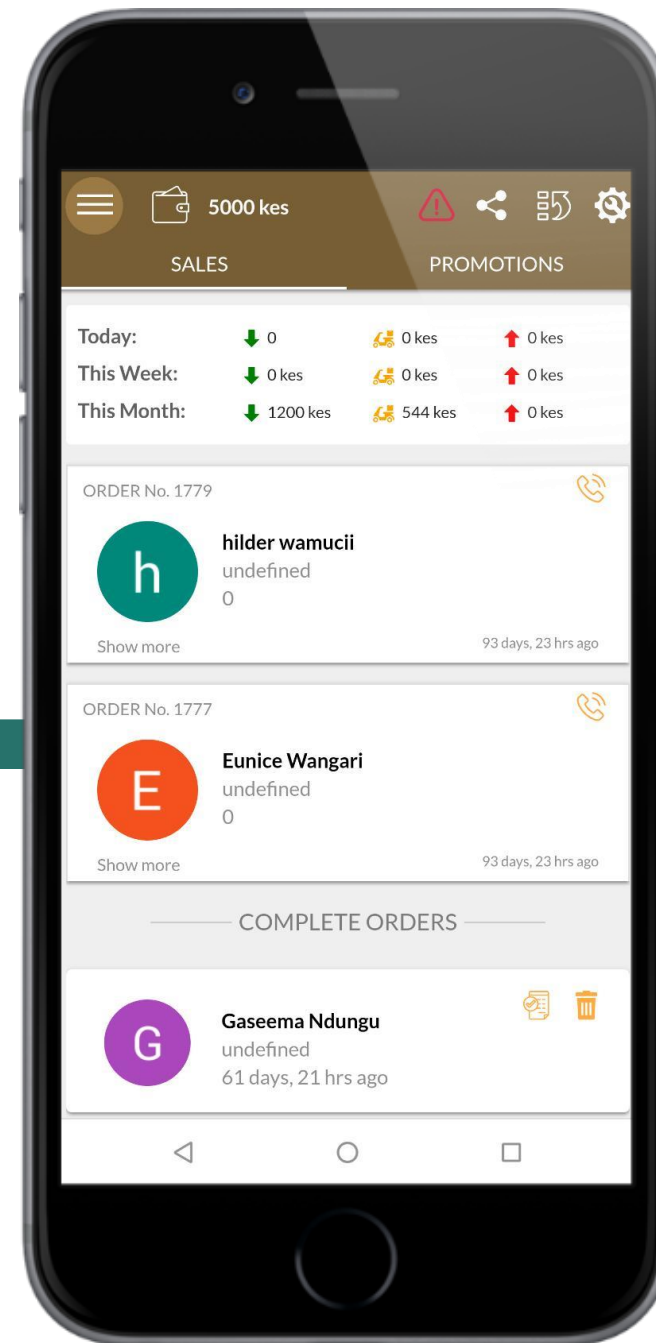 5000 kes
SALES PROMOTIONS
Today: 0 0 kes 0 kes
This Week: 0 kes 0 kes 0 kes
This Month: 1200 kes 544 kes 0 kes
ORDER No. 1779
h
hilder wamucii
undefined
0
Show more 93 days, 23 hrs ago
ORDER No. 1777
E
Eunice Wangari
undefined
0
Show more 93 days, 23 hrs ago
COMPLETE ORDERS
G
Gaseema Ndungu
undefined
61 days, 21 hrs ago